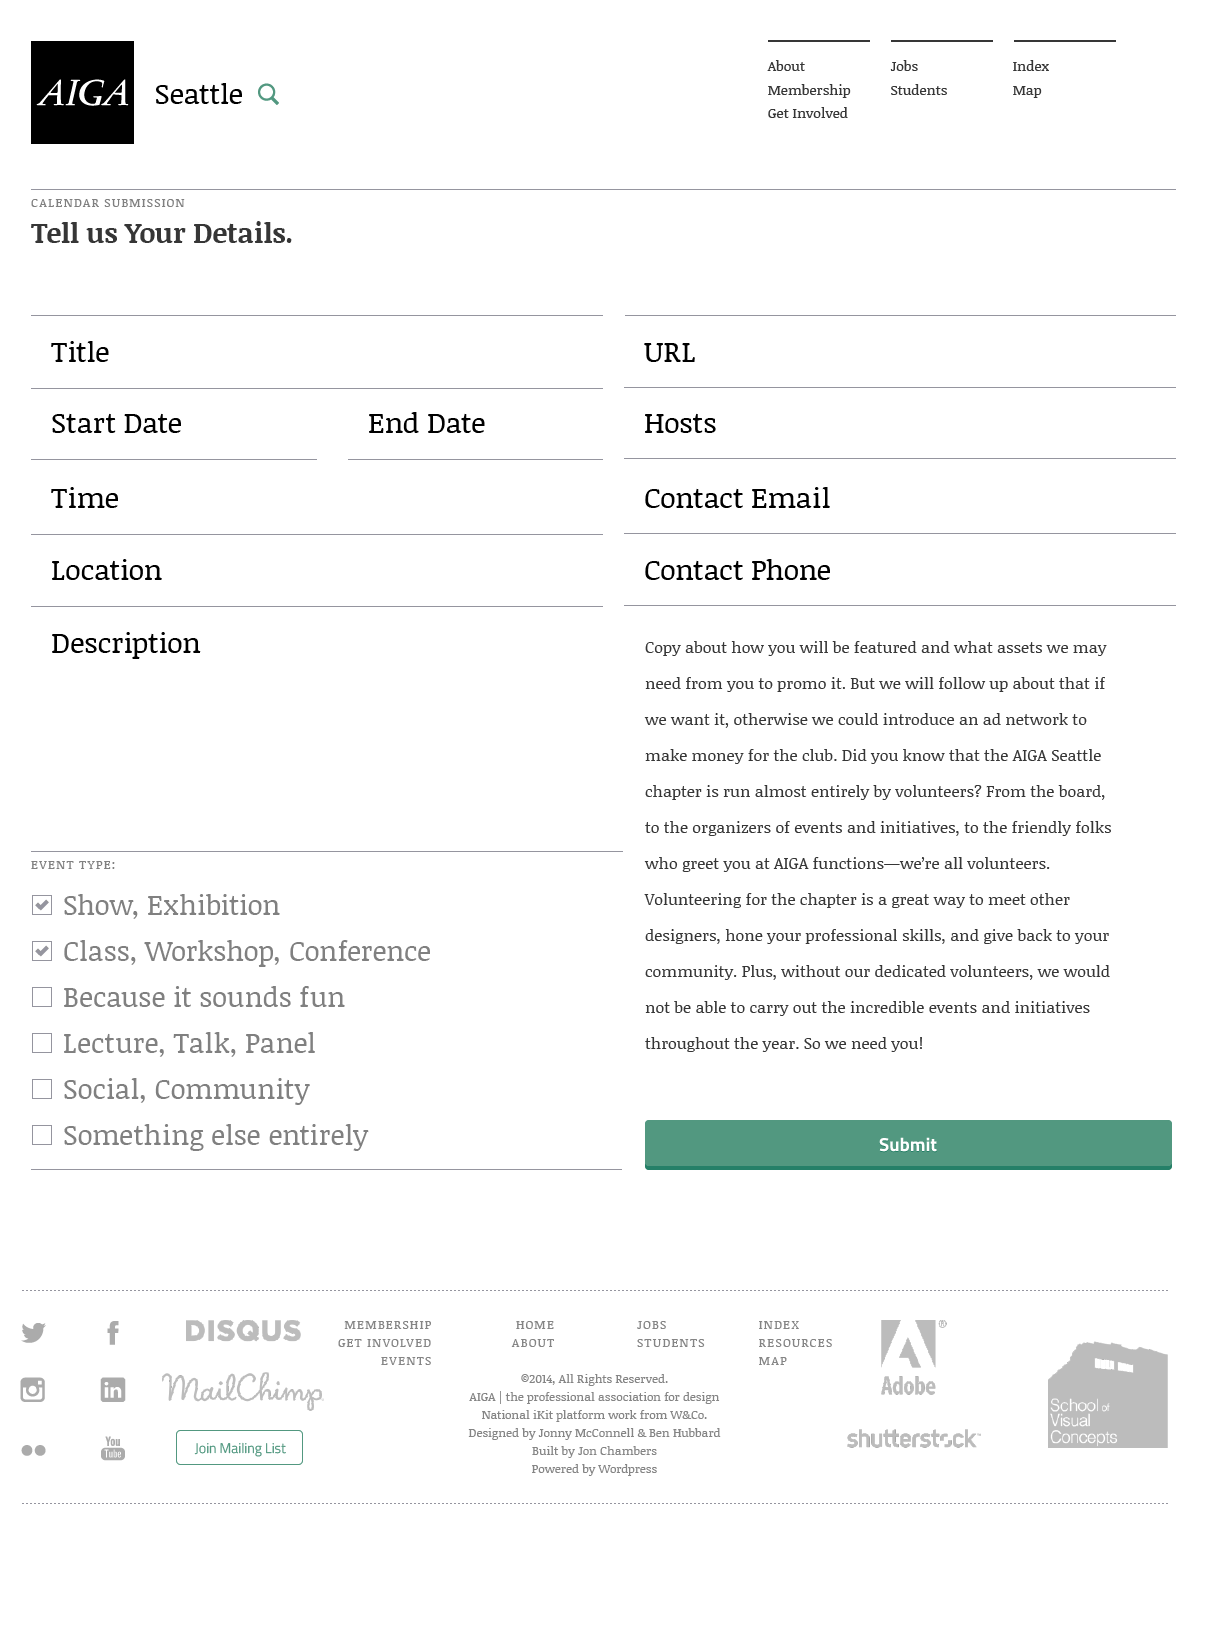 AIGA
Seattle
About
Membership
Get Involved
Jobs
Students
Index
Map
CALENDAR SUBMISSION
Tell us Your Details.
Title
URL
Start Date
End Date
Hosts
Time
Contact Email
Location
Contact Phone
Description
Copy about how you will be featured and what assets we may
need from you to promo it. But we will follow up about that if
we want it, otherwise we could introduce an ad network to
make money for the club. Did you know that the AIGA Seattle
chapter is run almost entirely by volunteers? From the board,
to the organizers of events and initiatives, to the friendly folks
who greet you at AIGA functions—we’re all volunteers.
Volunteering for the chapter is a great way to meet other
designers, hone your professional skills, and give back to your
community. Plus, without our dedicated volunteers, we would
not be able to carry out the incredible events and initiatives
throughout the year. So we need you!
EVENT TYPE:
Show, Exhibition
Class, Workshop, Conference
Because it sounds fun
Lecture, Talk, Panel
Social, Community
Something else entirely
Submit
in
You
Tube
DISQUS
MailChimp
Join Mailing List
MEMBERSHIP
GET INVOLVED
EVENTS
HOME
ABOUT
JOBS
STUDENTS
INDEX
RESOURCES
MAP
©2014, All Rights Reserved.
AIGA | the professional association for design
National iKit platform work from W&Co.
Designed by Jonny McConnell & Ben Hubbard
Built by Jon Chambers
Powered by Wordpress
®
Adobe
shutterstock™
School of
Visual
Concepts